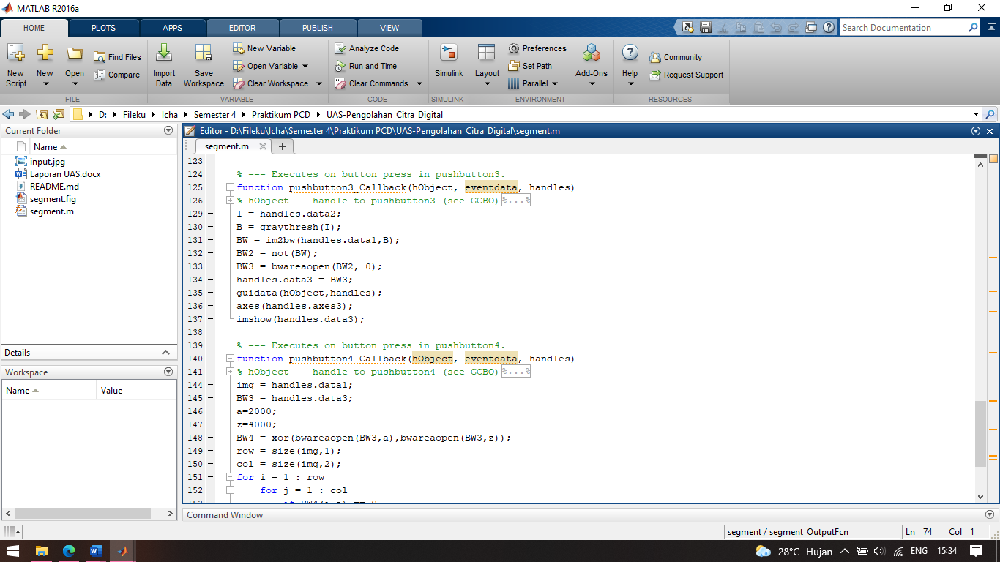 MATLAB R2016a
HOME PLOTS APPS EDITOR PUBLISH VIEW
Search Documentation
New Script
New
Open
Find Files
Compare
Import Data
Save Workspace
New Variable
Open Variable
Clear Workspace
Analyze Code
Run and Time
Clear Commands
Simulink
Layout
Preferences
Set Path
Parallel
Add-Ons
Help
Community
Request Support
FILE VARIABLE CODE SIMULINK ENVIRONMENT RESOURCES
D: Fileku Icha Semester 4 Praktikum PCD UAS-Pengolahan_Citra_Digital
Current Folder
Name
input.jpg
Laporan UAS.docx
README.md
segment.fig
segment.m
Details
Workspace
Name Value
Editor - D:\Fileku\Icha\Semester 4\Praktikum PCD\UAS-Pengolahan_Citra_Digital\segment.m
segment.m
123
124 % --- Executes on button press in pushbutton3.
125 function pushbutton3_Callback(hObject, eventdata, handles)
126 % hObject    handle to pushbutton3 (see GCBO) %...%
129 I = handles.data2;
130 B = graythresh(I);
131 BW = im2bw(handles.data1,B);
132 BW2 = not(BW);
133 BW3 = bwareaopen(BW2, 0);
134 handles.data3 = BW3;
135 guidata(hObject,handles);
136 axes(handles.axes3);
137 imshow(handles.data3);
138
139 % --- Executes on button press in pushbutton4.
140 function pushbutton4_Callback(hObject, eventdata, handles)
141 % hObject    handle to pushbutton4 (see GCBO) %...%
144 img = handles.data1;
145 BW3 = handles.data3;
146 a=2000;
147 z=4000;
148 BW4 = xor(bwareaopen(BW3,a),bwareaopen(BW3,z));
149 row = size(img,1);
150 col = size(img,2);
151 for i = 1 : row
152 for j = 1 : col
Command Window
segment / segment_OutputFcn Ln 74 Col 1
28°C Hujan ENG 15:34